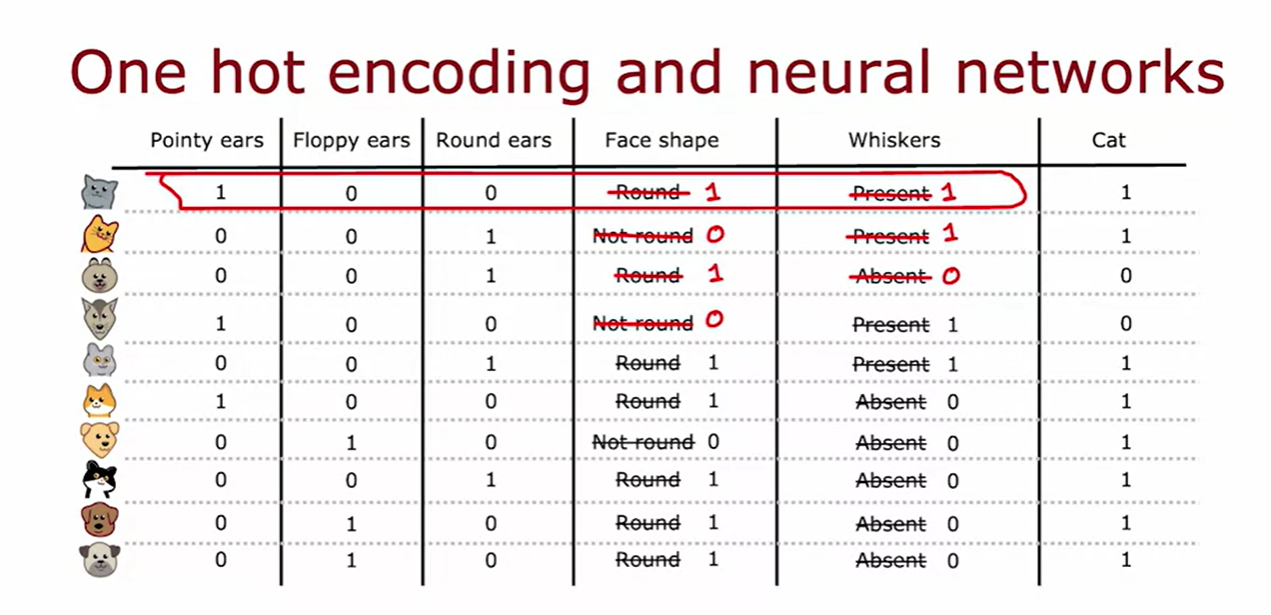 One hot encoding and neural networks
Pointy ears Floppy ears Round ears Face shape Whiskers Cat
1 0 0 Round 1 Present 1 1
0 0 1 Not round 0 Present 1 1
0 0 1 Round 1 Absent 0 0
1 0 0 Not round 0 Present 1 0
0 0 1 Round 1 Present 1 1
1 0 0 Round 1 Absent 0 1
0 1 0 Not round 0 Absent 0 1
0 0 1 Round 1 Absent 0 1
0 1 0 Round 1 Absent 0 1
0 1 0 Round 1 Absent 0 1